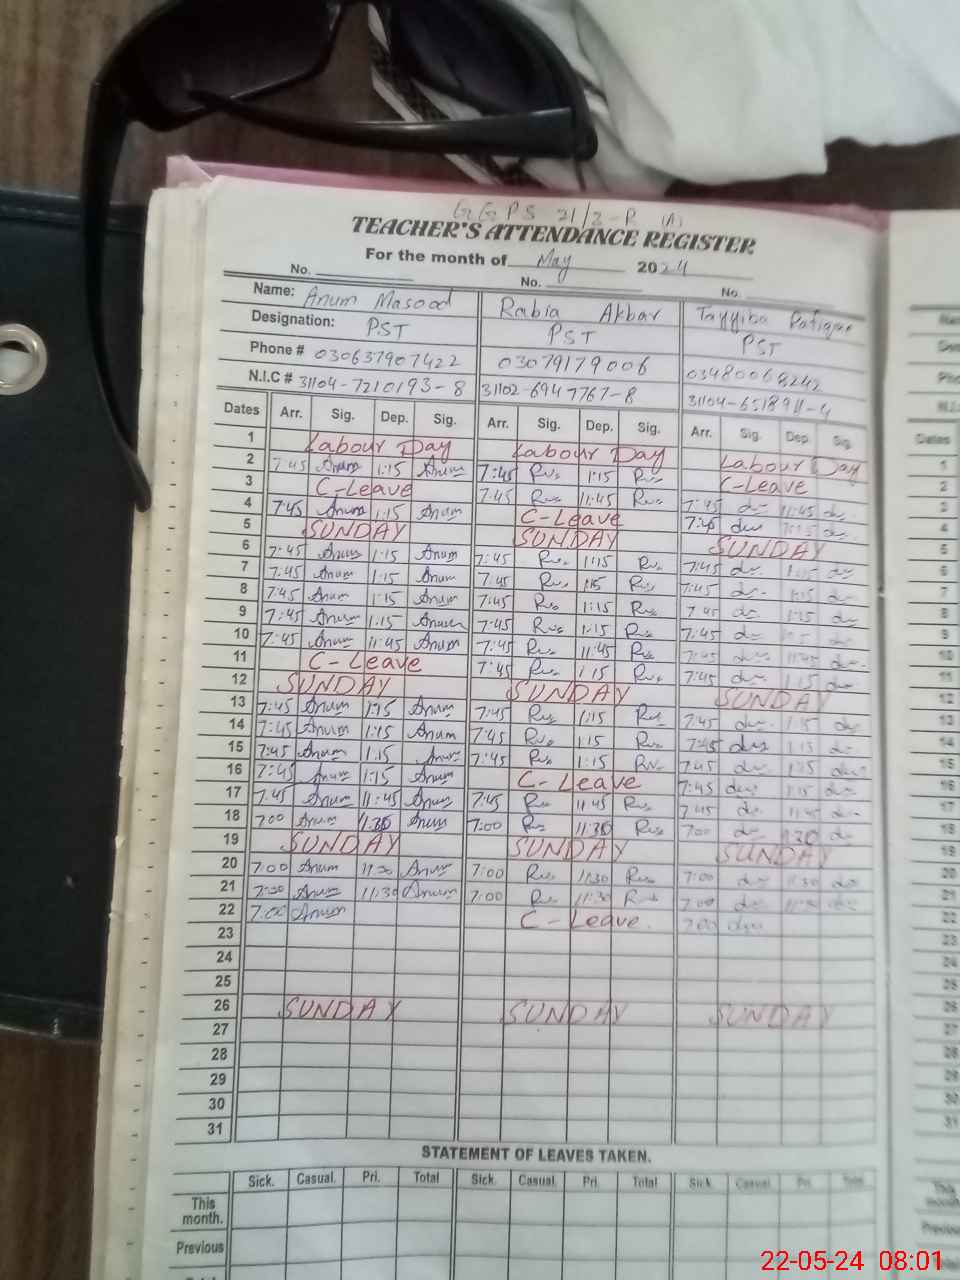 GGPS 21/2-R (A)
TEACHER'S ATTENDANCE REGISTER
For the month of May 2024
No. No. No.
Name: Anum Masood Rabia Akbar Tayyiba
Designation: PST PST PST
Phone # 030637907422 03079179006 03480068242
N.I.C # 31104-7210193-8 31102-6947767-8 31104-6518911-4
Dates Arr. Sig. Dep. Sig. Arr. Sig. Dep. Sig. Arr. Sig. Dep. Sig.
1 Labour Day Labour Day Labour Day
2 7:45 Anum 1:15 Anum 7:45 1:15 C-Leave
3 C-Leave 7:45 11:45 7:45 11:45
4 7:45 Anum 1:15 Anum C-Leave 7:45
5 SUNDAY SUNDAY SUNDAY
6 7:45 Anum 1:15 Anum 7:45 1:15 7:45 1:15
7 7:45 Anum 1:15 Anum 7:45 1:15 7:45 1:15
8 7:45 Anum 1:15 Anum 7:45 1:15 7:45 1:15
9 7:45 Anum 1:15 Anum 7:45 1:15 7:45
10 7:45 Anum 11:45 Anum 7:45 11:45 7:45 11:45
11 C-Leave 7:45 1:15 7:45 1:15
12 SUNDAY SUNDAY SUNDAY
13 7:45 Anum 1:15 Anum 7:45 1:15 7:45 1:15
14 7:45 Anum 1:15 Anum 7:45 1:15 7:45 1:15
15 7:45 Anum 1:15 Anum 7:45 1:15 7:45 1:15
16 7:45 Anum 1:15 Anum C-Leave 7:45 1:15
17 7:45 Anum 11:45 Anum 7:45 11:45 7:45 11:45
18 7:00 Anum 11:30 Anum 7:00 11:30 7:00 11:30
19 SUNDAY SUNDAY SUNDAY
20 7:00 Anum 11:30 Anum 7:00 11:30 7:00 11:30
21 7:00 Anum 11:30 Anum 7:00 11:30 7:00 11:30
22 7:00 Anum C-Leave. 7:00
23
24
25
26 SUNDAY SUNDAY SUNDAY
27
28
29
30
31
STATEMENT OF LEAVES TAKEN.
Sick. Casual. Pri. Total Sick. Casual. Pri. Total Sick. Casual. Pri. Total
This month.
Previous
22-05-24 08:01